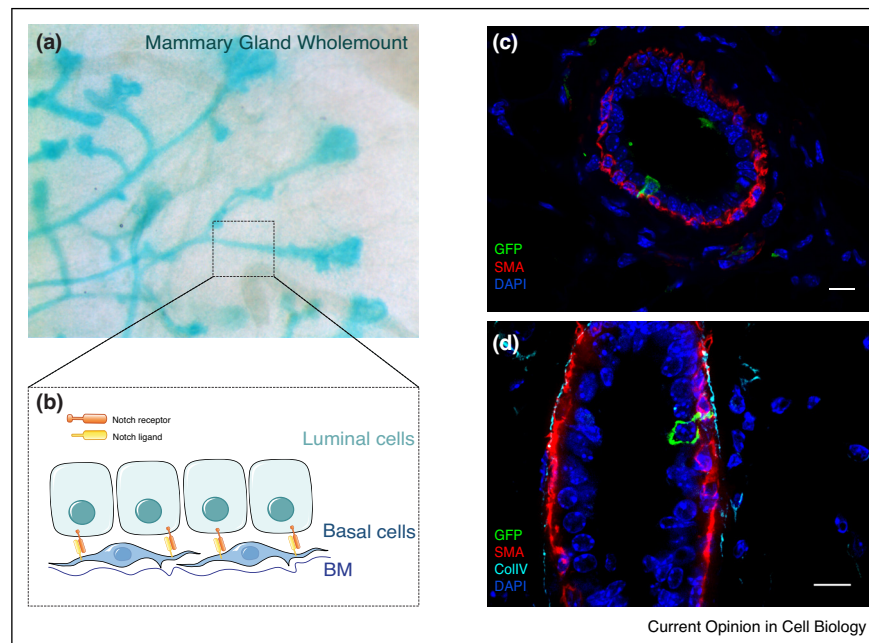 (a)
Mammary Gland Wholemount
(b)
Notch receptor
Notch ligand
Luminal cells
Basal cells
BM
(c)
GFP
SMA
DAPI
(d)
GFP
SMA
CollV
DAPI
Current Opinion in Cell Biology